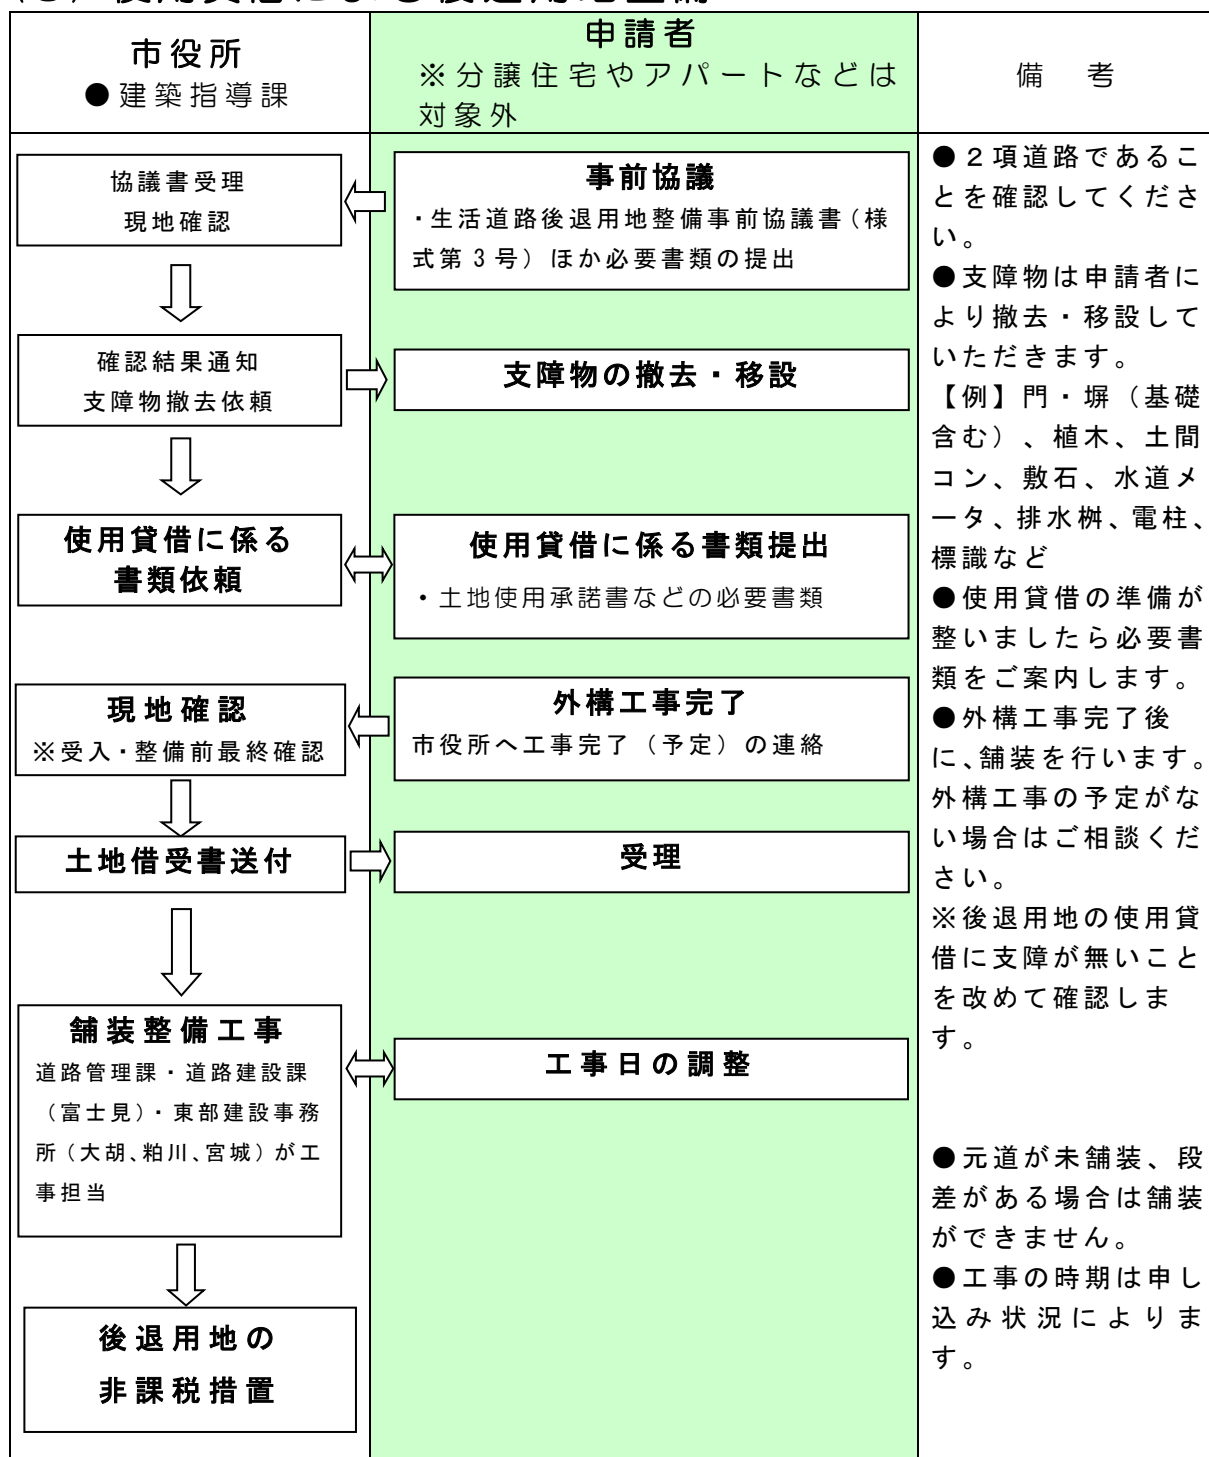 市役所
●建築指導課
申請者
※分譲住宅やアパートなどは
対象外
備　考
協議書受理
現地確認
事前協議
・生活道路後退用地整備事前協議書（様
式第3号）ほか必要書類の提出
確認結果通知
支障物撤去依頼
支障物の撤去・移設
使用貸借に係る
書類依頼
使用貸借に係る書類提出
・土地使用承諾書などの必要書類
現地確認
※受入・整備前最終確認
外構工事完了
市役所へ工事完了（予定）の連絡
土地借受書送付
受理
舗装整備工事
道路管理課・道路建設課
（富士見）・東部建設事務
所（大胡、粕川、宮城）が工
事担当
工事日の調整
後退用地の
非課税措置
●２項道路であるこ
とを確認してくださ
い。
●支障物は申請者に
より撤去・移設して
いただきます。
【例】門・塀（基礎
含む）、植木、土間
コン、敷石、水道メ
ータ、排水桝、電柱、
標識など
●使用貸借の準備が
整いましたら必要書
類をご案内します。
●外構工事完了後
に、舗装を行います。
外構工事の予定がな
い場合はご相談くだ
さい。
※後退用地の使用貸
借に支障が無いこと
を改めて確認しま
す。
●元道が未舗装、段
差がある場合は舗装
ができません。
●工事の時期は申し
込み状況によりま
す。